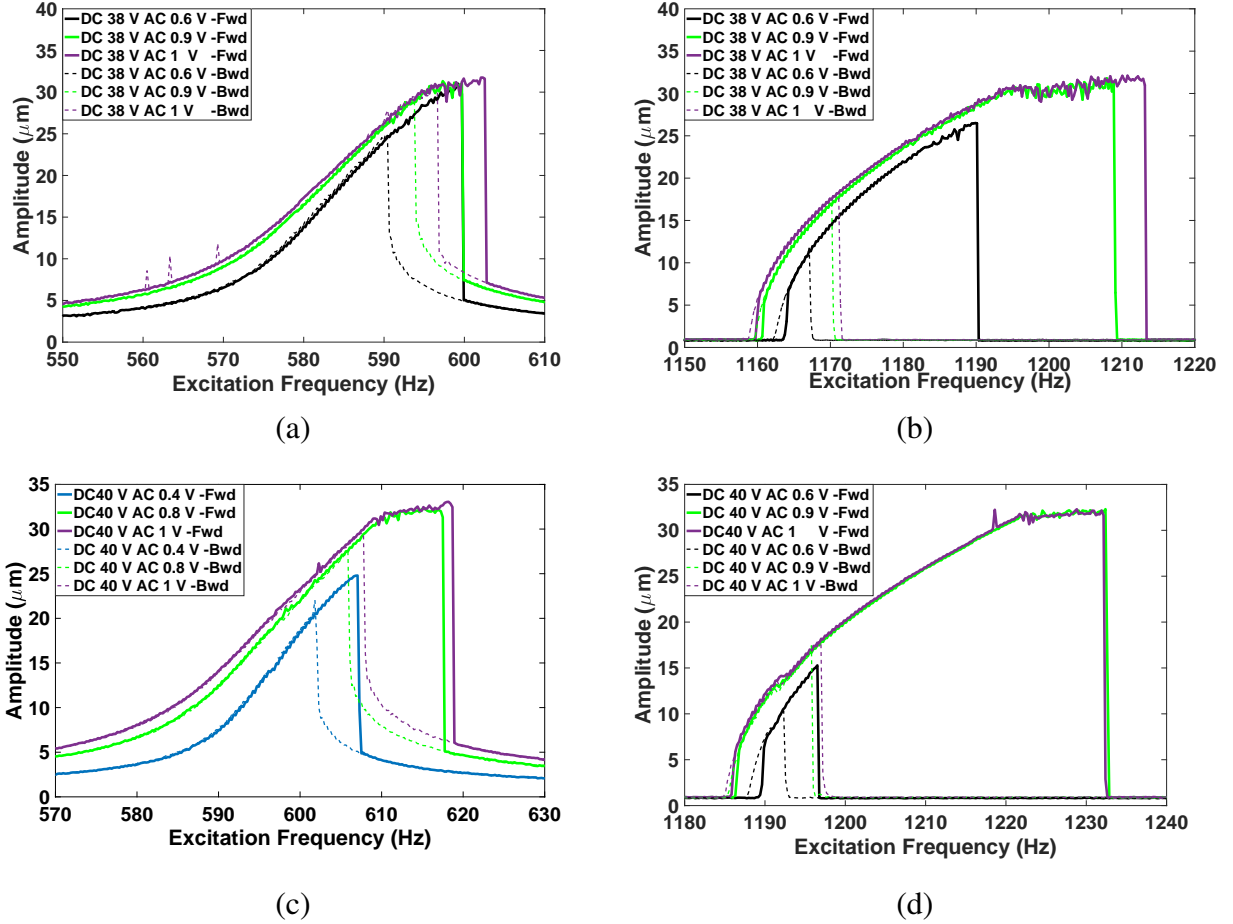 Amplitude (μm)
40
35
30
25
20
15
10
5
0
DC 38 V AC 0.6 V -Fwd
DC 38 V AC 0.9 V -Fwd
DC 38 V AC 1 V -Fwd
DC 38 V AC 0.6 V -Bwd
DC 38 V AC 0.9 V -Bwd
DC 38 V AC 1 V -Bwd
550 560 570 580 590 600 610
Excitation Frequency (Hz)
(a)
Amplitude (μm)
40
35
30
25
20
15
10
5
0
DC 38 V AC 0.6 V -Fwd
DC 38 V AC 0.9 V -Fwd
DC 38 V AC 1 V -Fwd
DC 38 V AC 0.6 V -Bwd
DC 38 V AC 0.9 V -Bwd
DC 38 V AC 1 V -Bwd
1150 1160 1170 1180 1190 1200 1210 1220
Excitation Frequency (Hz)
(b)
Amplitude (μm)
35
30
25
20
15
10
5
0
DC40 V AC 0.4 V -Fwd
DC40 V AC 0.8 V -Fwd
DC40 V AC 1 V -Fwd
DC 40 V AC 0.4 V -Bwd
DC 40 V AC 0.8 V -Bwd
DC 40 V AC 1 V -Bwd
570 580 590 600 610 620 630
Excitation Frequency (Hz)
(c)
Amplitude (μm)
35
30
25
20
15
10
5
0
DC 40 V AC 0.6 V -Fwd
DC 40 V AC 0.9 V -Fwd
DC40 V AC 1 V -Fwd
DC 40 V AC 0.6 V -Bwd
DC 40 V AC 0.9 V -Bwd
DC 40 V AC 1 V -Bwd
1180 1190 1200 1210 1220 1230 1240
Excitation Frequency (Hz)
(d)